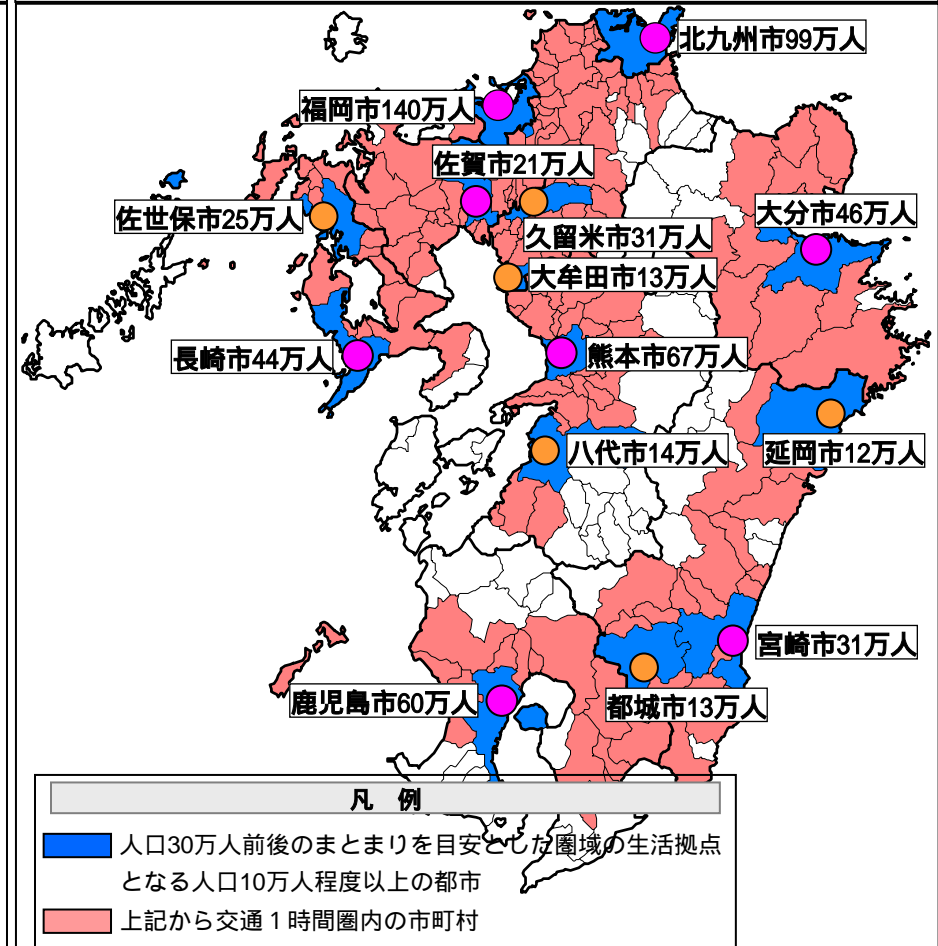 北九州市99万人
福岡市140万人
佐賀市21万人
佐世保市25万人
大分市46万人
久留米市31万人
大牟田市13万人
長崎市44万人
熊本市67万人
八代市14万人
延岡市12万人
宮崎市31万人
鹿児島市60万人
都城市13万人
凡 例
人口30万人前後のまとまりを目安とした圏域の生活拠点
となる人口10万人程度以上の都市
上記から交通1時間圏内の市町村